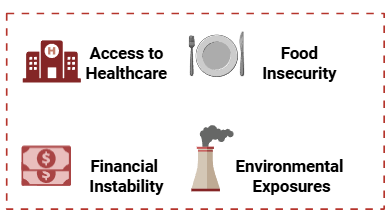 H
Access to
Healthcare
Food
Insecurity
$
$
Financial
Instability
Environmental
Exposures